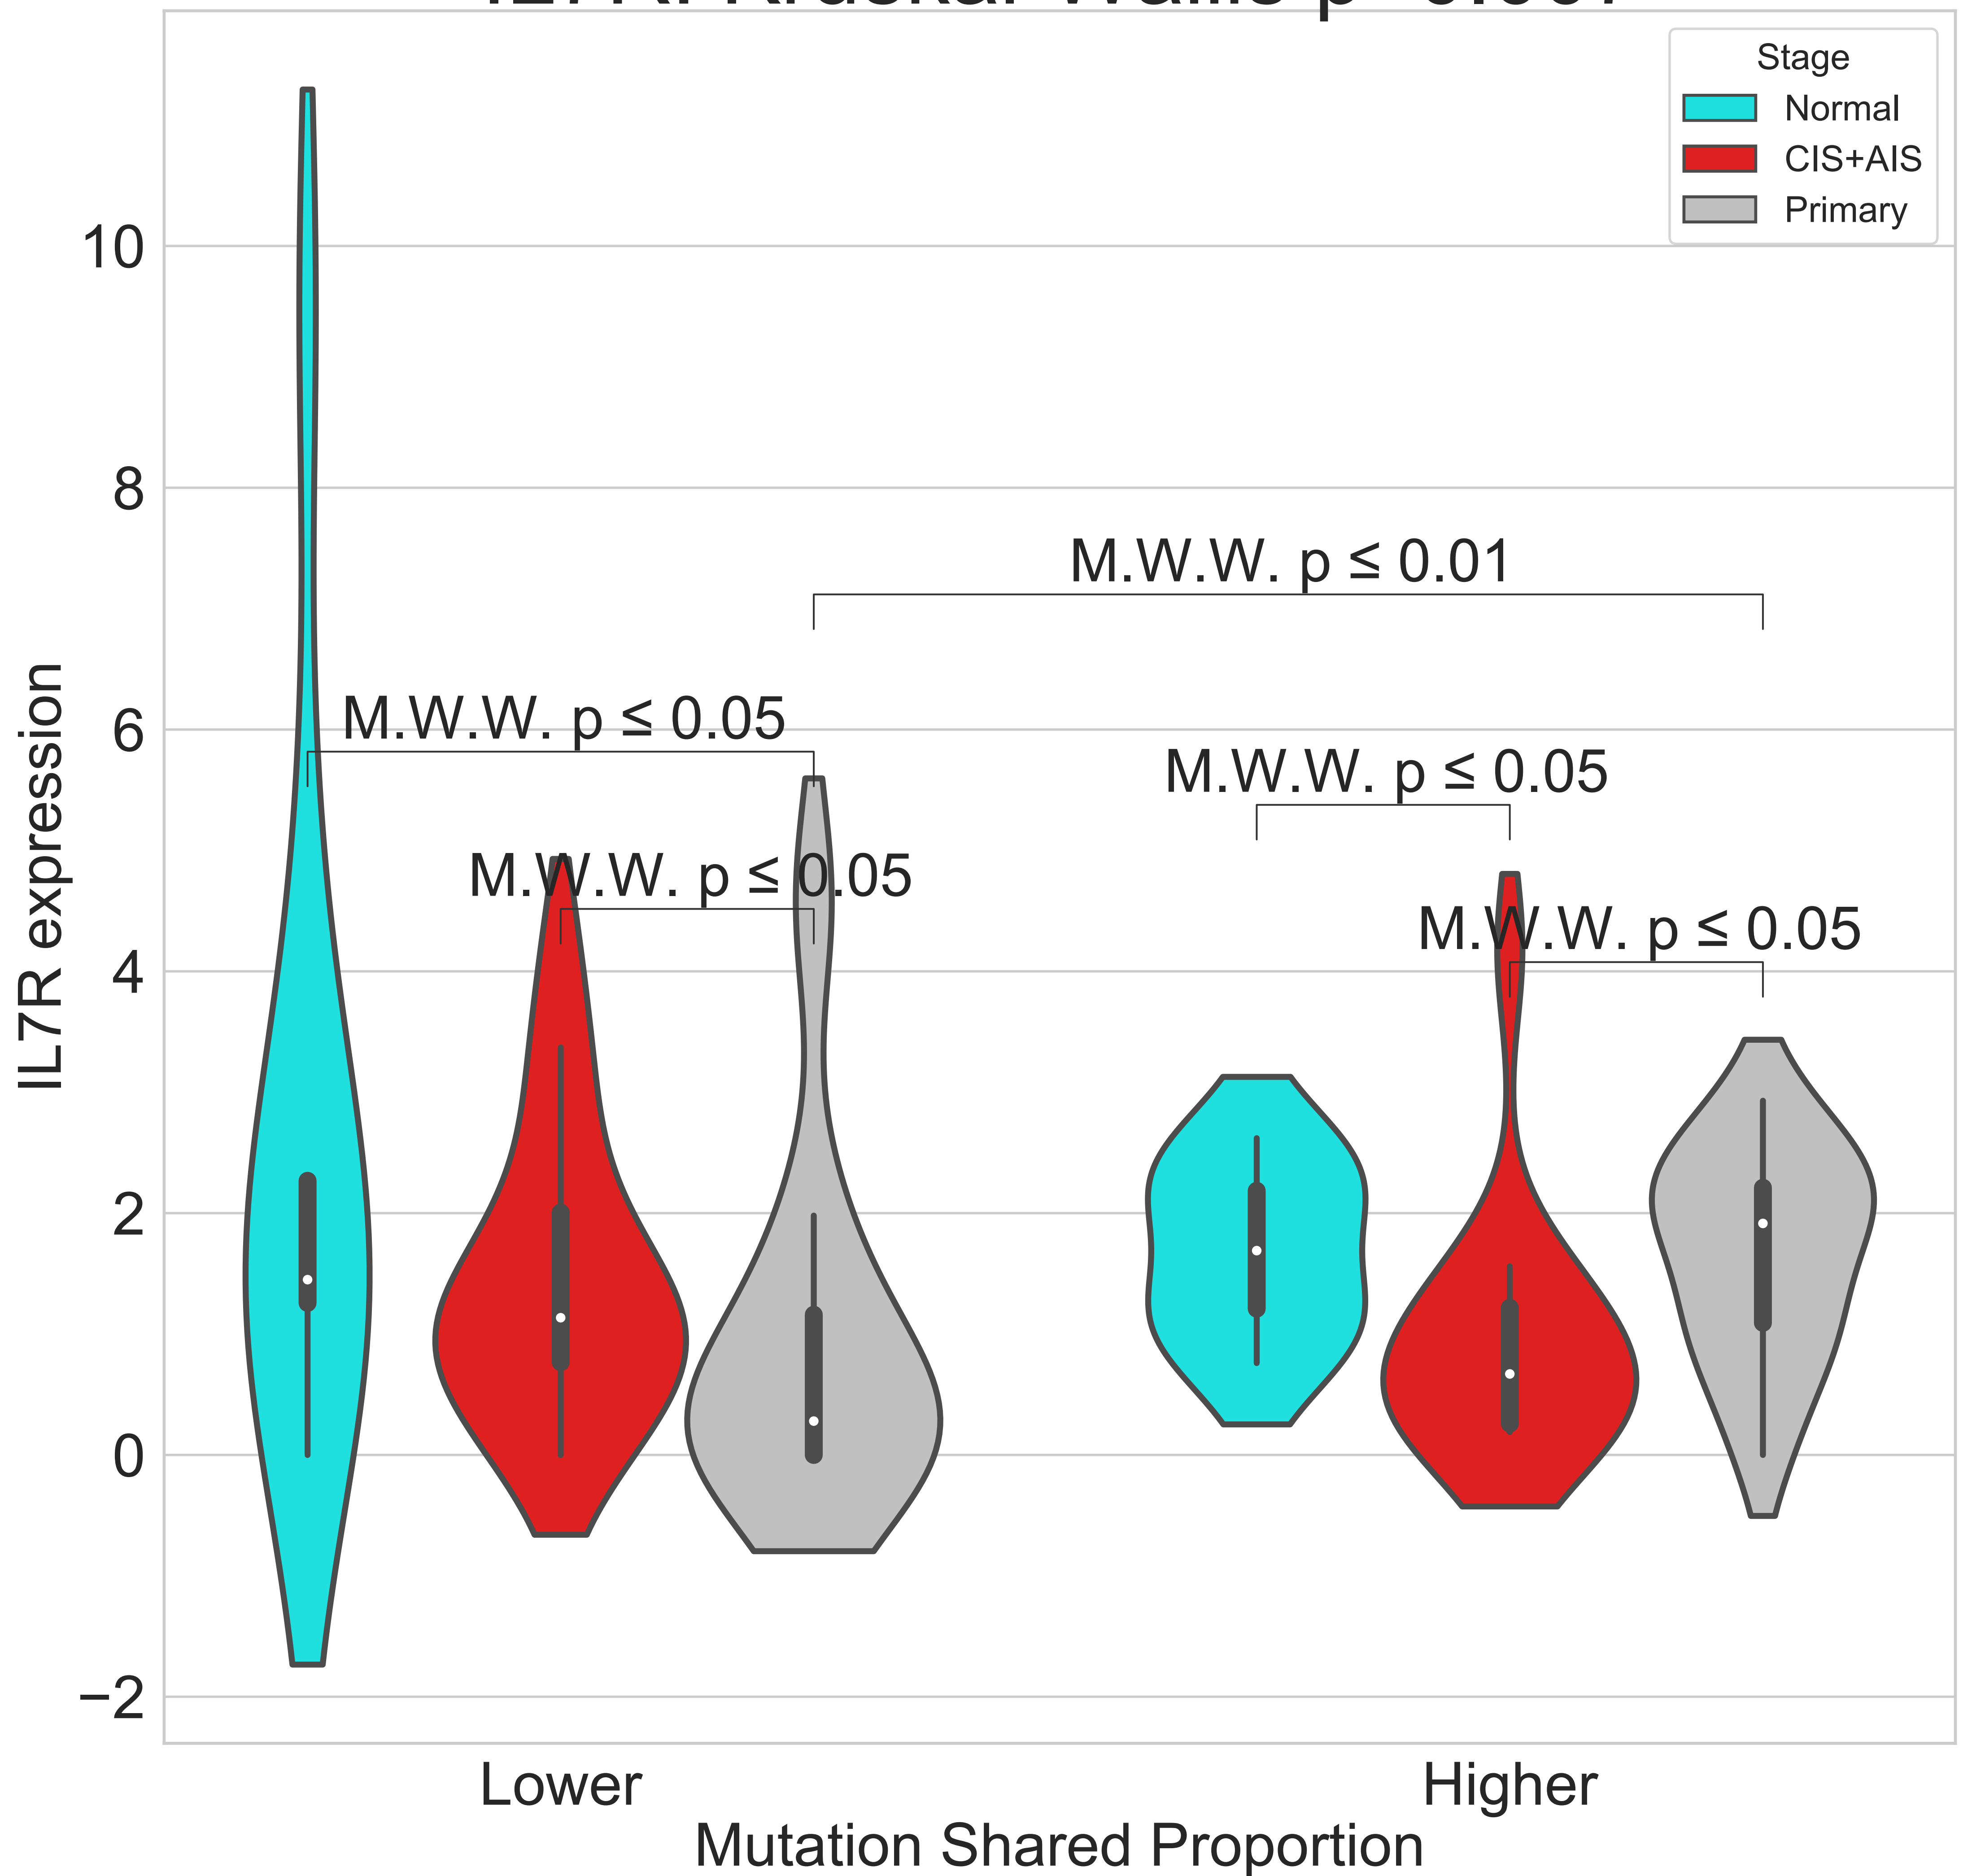 Stage
Normal
CIS+AIS
Primary
10
8
6
4
2
0
−2
IL7R expression
M.W.W. p ≤ 0.01
M.W.W. p ≤ 0.05
M.W.W. p ≤ 0.05
M.W.W. p ≤ 0.05
M.W.W. p ≤ 0.05
Lower
Higher
Mutation Shared Proportion